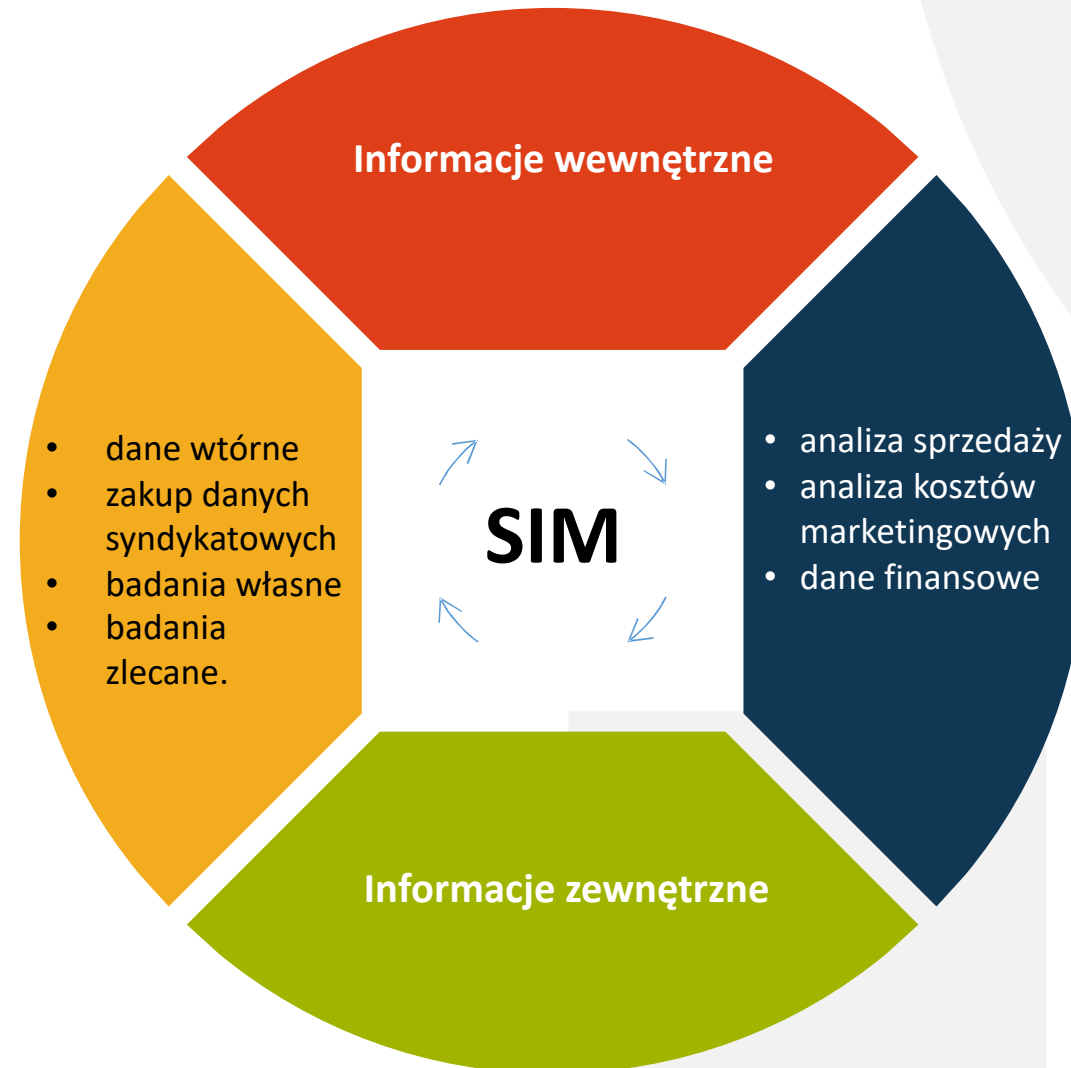 Informacje wewnętrzne
• dane wtórne
• zakup danych
syndykatowych
• badania własne
• badania
zlecane.
SIM
• analiza sprzedaży
• analiza kosztów
marketingowych
• dane finansowe
Informacje zewnętrzne